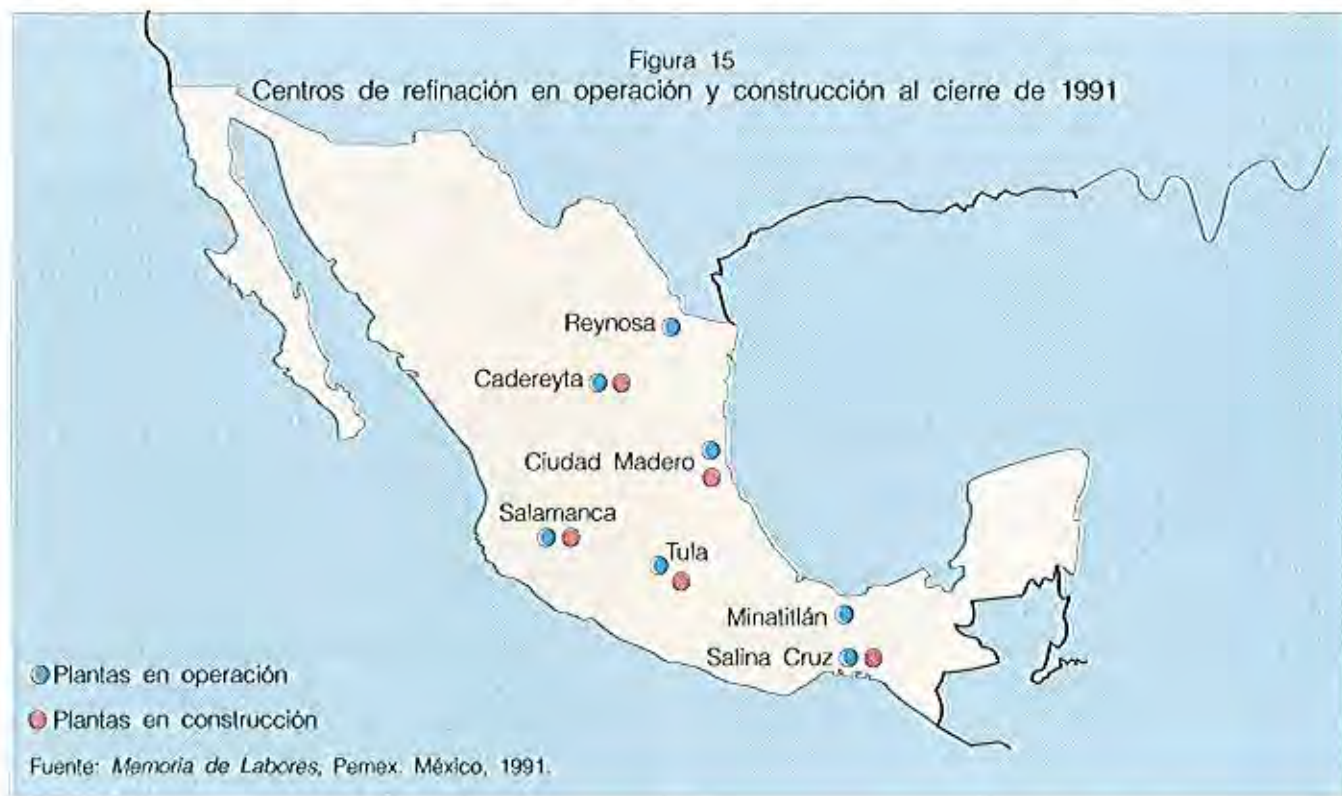 Figura 15
Centros de refinación en operación y construcción al cierre de 1991
Reynosa
Cadereyta
Ciudad Madero
Salamanca
Tula
Minatitlán
Salina Cruz
Plantas en operación
Plantas en construcción
Fuente: Memoria de Labores, Pemex. México, 1991.